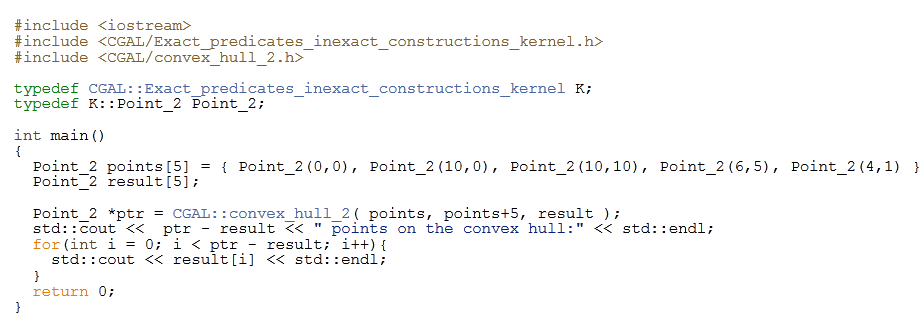 #include <iostream>
#include <CGAL/Exact_predicates_inexact_constructions_kernel.h>
#include <CGAL/convex_hull_2.h>

typedef CGAL::Exact_predicates_inexact_constructions_kernel K;
typedef K::Point_2 Point_2;

int main()
{
  Point_2 points[5] = { Point_2(0,0), Point_2(10,0), Point_2(10,10), Point_2(6,5), Point_2(4,1) }
  Point_2 result[5];

  Point_2 *ptr = CGAL::convex_hull_2( points, points+5, result );
  std::cout <<  ptr - result << " points on the convex hull:" << std::endl;
  for(int i = 0; i < ptr - result; i++){
    std::cout << result[i] << std::endl;
  }
  return 0;
}